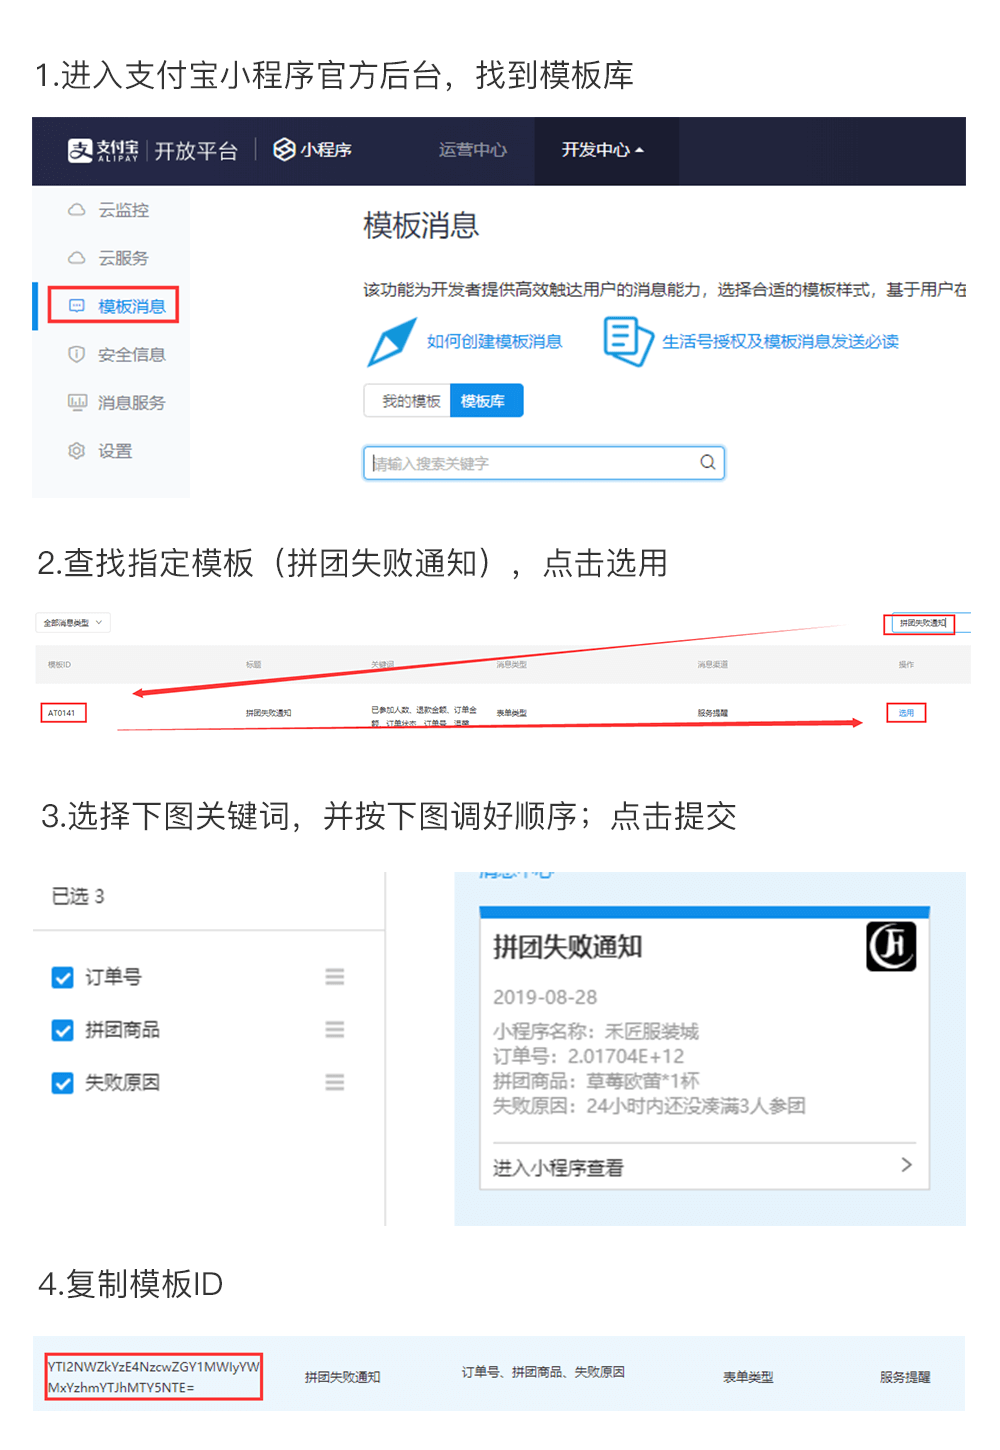 1.进入支付宝小程序官方后台，找到模板库
支付宝 ALIPAY 开放平台 小程序 运营中心 开发中心
云监控
云服务
模板消息
安全信息
消息服务
设置
模板消息
该功能为开发者提供高效触达用户的消息能力，选择合适的模板样式，基于用户在
如何创建模板消息 生活号授权及模板消息发送必读
我的模板 模板库
请输入搜索关键字
2.查找指定模板（拼团失败通知），点击选用
全部消息类型 拼团失败通知
模板ID 标题 关键词 消息类型 消息渠道 操作
AT0141 拼团失败通知 已参加人数、退款金额、订单金 表单类型 服务提醒 选用
额、订单状态、订单号、
3.选择下图关键词，并按下图调好顺序；点击提交
已选 3
订单号
拼团商品
失败原因
消息中心
拼团失败通知
2019-08-28
小程序名称：禾匠服装城
订单号：2.01704E+12
拼团商品：草莓欧蕾*1杯
失败原因：24小时内还没凑满3人参团
进入小程序查看
4.复制模板ID
YTI2NWZkYzE4NzcwZGY1MWIyYW
MxYzhmYTJhMTY5NTE=
拼团失败通知 订单号、拼团商品、失败原因 表单类型 服务提醒